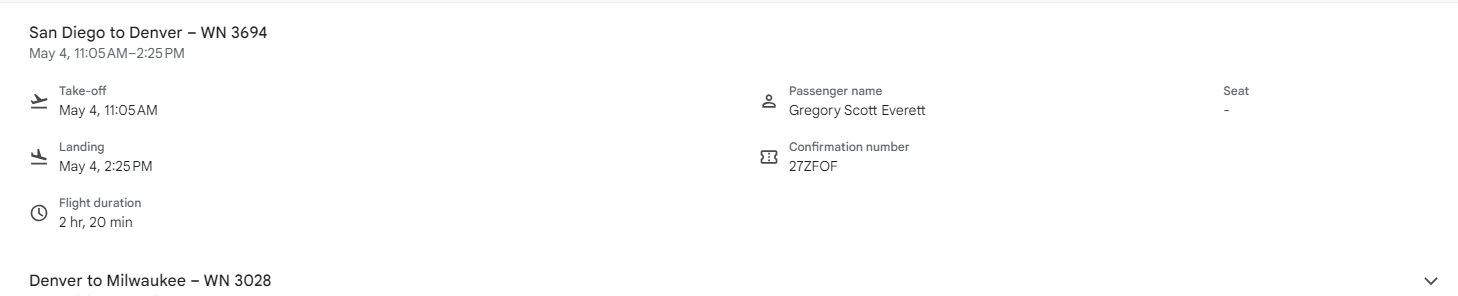 San Diego to Denver – WN 3694
May 4, 11:05 AM–2:25 PM
Take-off
May 4, 11:05 AM
Passenger name
Gregory Scott Everett
Seat
-
Landing
May 4, 2:25 PM
Confirmation number
27ZFOF
Flight duration
2 hr, 20 min
Denver to Milwaukee – WN 3028